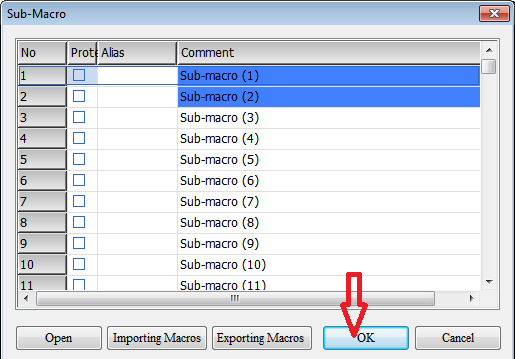 Sub-Macro
No Prote Alias Comment
1 Sub-macro (1)
2 Sub-macro (2)
3 Sub-macro (3)
4 Sub-macro (4)
5 Sub-macro (5)
6 Sub-macro (6)
7 Sub-macro (7)
8 Sub-macro (8)
9 Sub-macro (9)
10 Sub-macro (10)
11 Sub-macro (11)
Open Importing Macros Exporting Macros OK Cancel